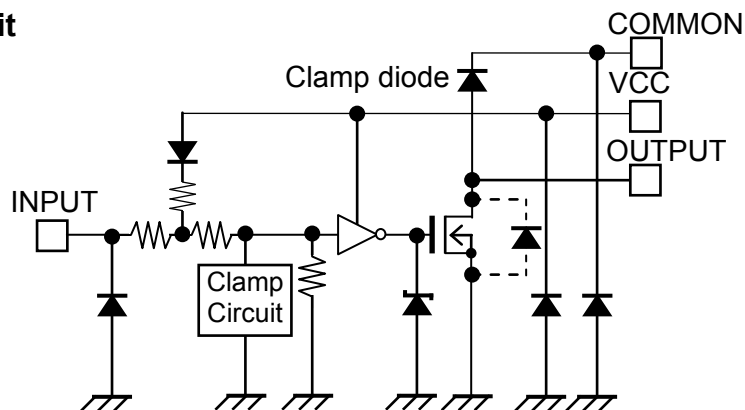 it
COMMON
Clamp diode
VCC
OUTPUT
INPUT
Clamp
Circuit